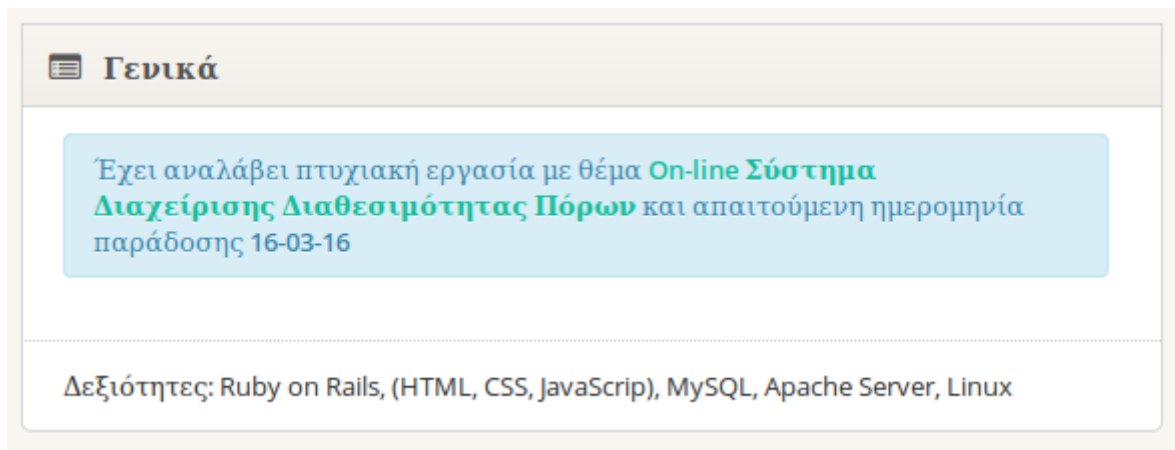 Γενικά
Έχει αναλάβει πτυχιακή εργασία με θέμα On-line Σύστημα
Διαχείρισης Διαθεσιμότητας Πόρων και απαιτούμενη ημερομηνία
παράδοσης 16-03-16
Δεξιότητες: Ruby on Rails, (HTML, CSS, JavaScrip), MySQL, Apache Server, Linux